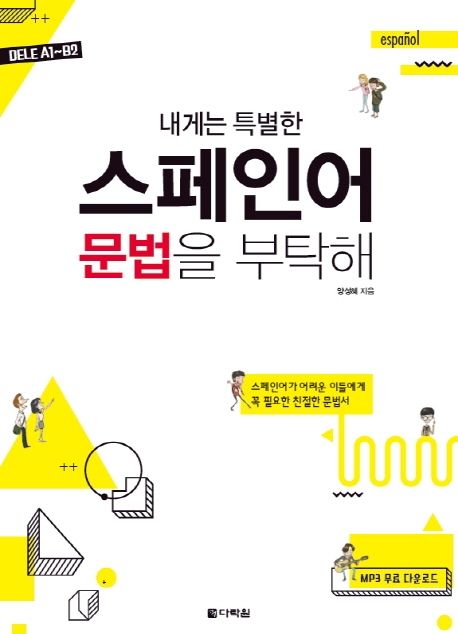 DELE A1~B2
español
내게는 특별한
스페인어
문법을 부탁해
양성혜 지음
스페인어가 어려운 이들에게
꼭 필요한 친절한 문법서
MP3 무료 다운로드
다락원